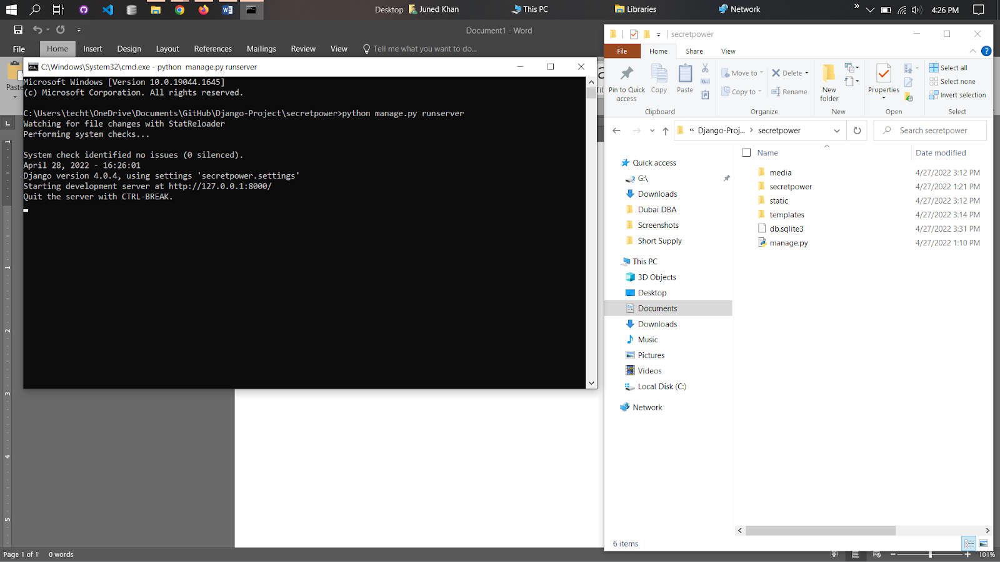 Desktop
Juned Khan
This PC
Libraries
Network
»
4:26 PM
Document1 - Word
File
Home
Insert
Design
Layout
References
Mailings
Review
View
Tell me what you want to do...
Paste
C:\Windows\System32\cmd.exe - python  manage.py runserver
Microsoft Windows [Version 10.0.19044.1645]
(c) Microsoft Corporation. All rights reserved.
C:\Users\techt\OneDrive\Documents\GitHub\Django-Project\secretpower>python manage.py runserver
Watching for file changes with StatReloader
Performing system checks...
System check identified no issues (0 silenced).
April 28, 2022 - 16:26:01
Django version 4.0.4, using settings 'secretpower.settings'
Starting development server at http://127.0.0.1:8000/
Quit the server with CTRL-BREAK.
1
1
2
3
4
5
Page 1 of 1
0 words
secretpower
File
Home
Share
View
Pin to Quick access
Copy
Paste
Clipboard
Move to
Copy to
Delete
Rename
Organize
New folder
New
Properties
Open
Select all
Select none
Invert selection
Select
« Django-Proj... > secretpower
Search secretpower
Quick access
G:\
Downloads
Dubai DBA
Screenshots
Short Supply
This PC
3D Objects
Desktop
Documents
Downloads
Music
Pictures
Videos
Local Disk (C:)
Network
Name
Date modified
media
4/27/2022 3:12 PM
secretpower
4/27/2022 1:21 PM
static
4/27/2022 3:12 PM
templates
4/27/2022 3:14 PM
db.sqlite3
4/27/2022 3:31 PM
manage.py
4/27/2022 1:10 PM
6 items
101%